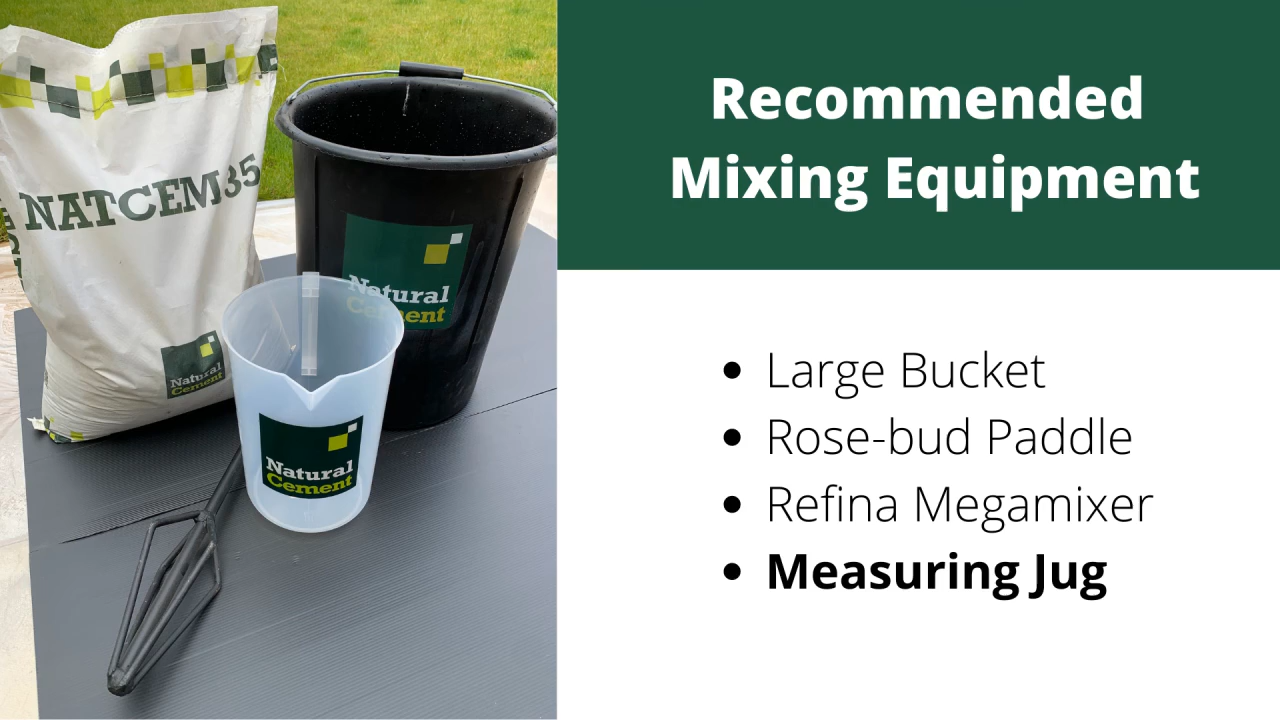 NATCEM35
Natural
Cement
Natural
Cement
Natural
Cement
Recommended
Mixing Equipment
Large Bucket
Rose-bud Paddle
Refina Megamixer
Measuring Jug